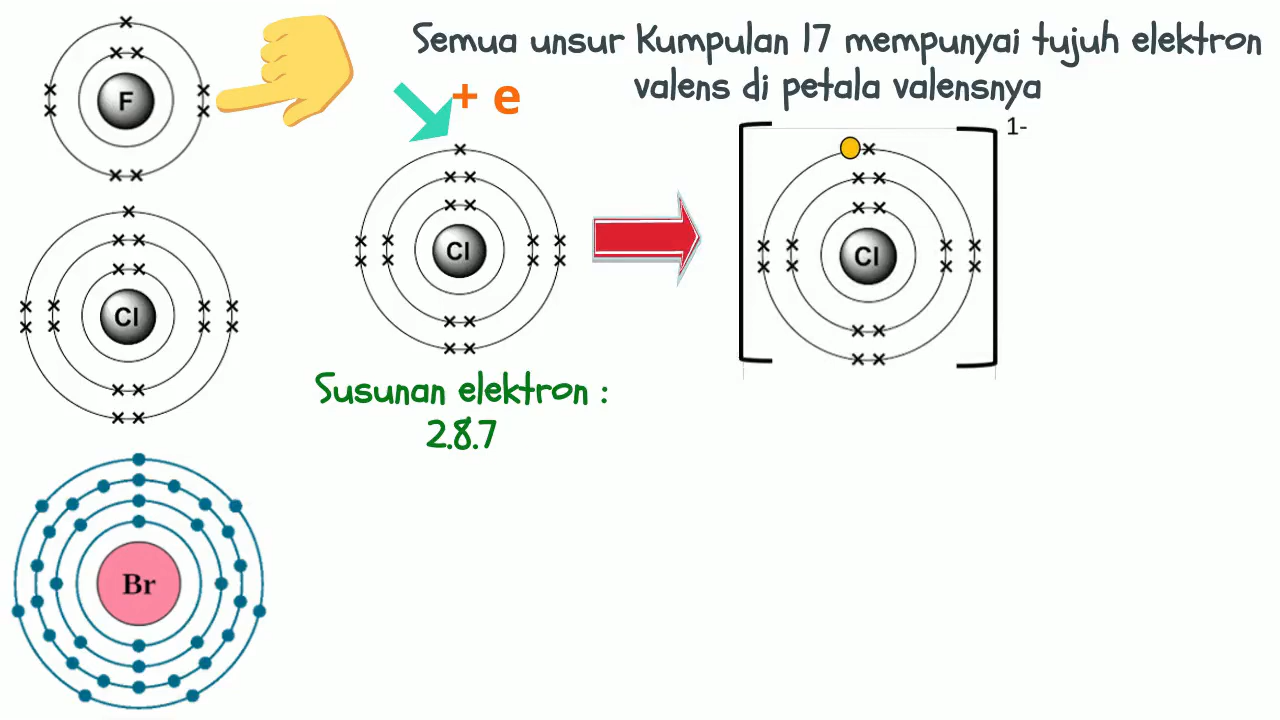 Semua unsur Kumpulan 17 mempunyai tujuh elektron
valens di petala valensnya
F
+ e
1-
Cl
Cl
Cl
Susunan elektron :
2.8.7
Br